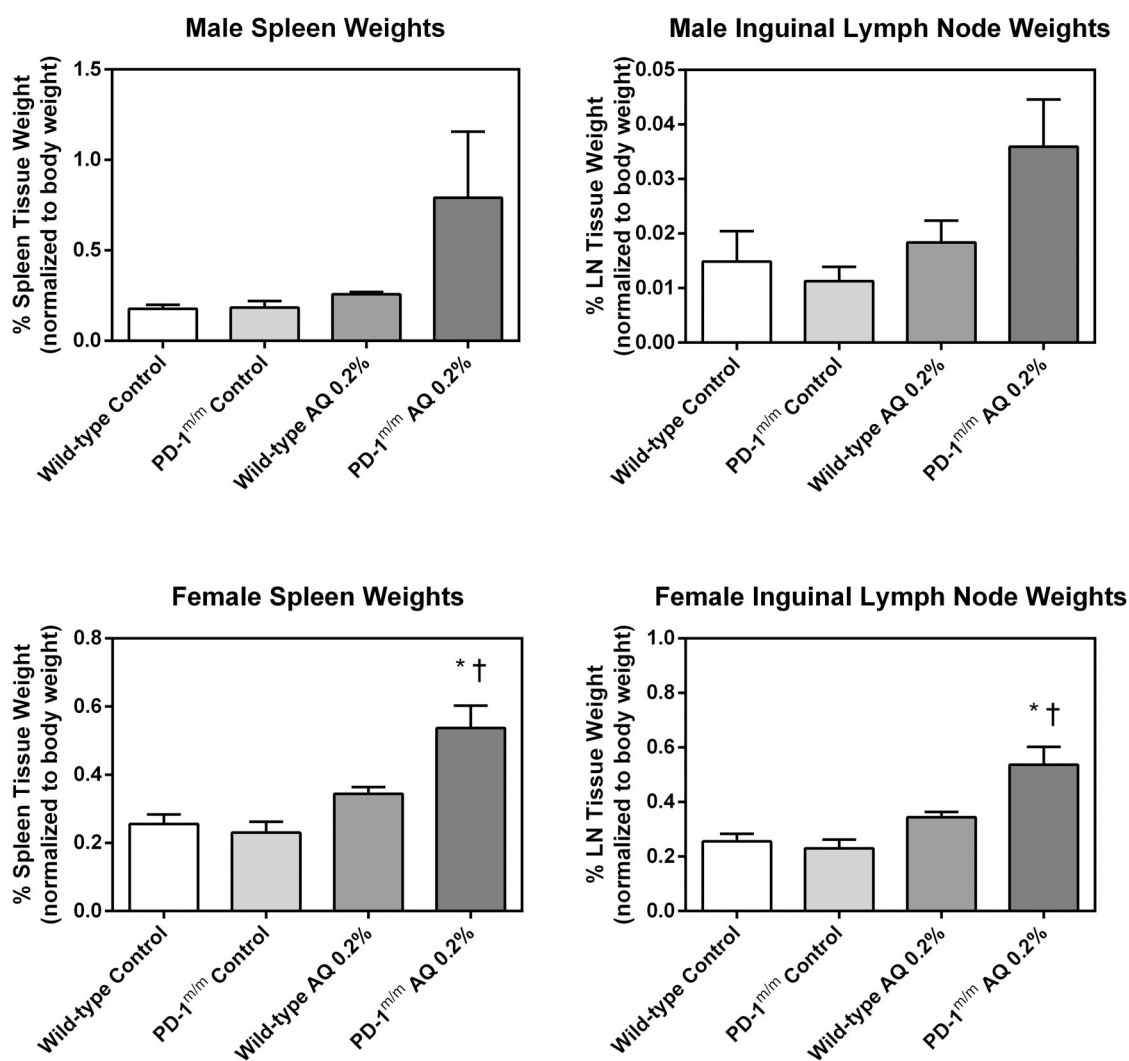 Male Spleen Weights
% Spleen Tissue Weight
(normalized to body weight)
1.5
1.0
0.5
0.0
Wild-type Control
PD-1m/m Control
Wild-type AQ 0.2%
PD-1m/m AQ 0.2%
Male Inguinal Lymph Node Weights
% LN Tissue Weight
(normalized to body weight)
0.05
0.04
0.03
0.02
0.01
0.00
Wild-type Control
PD-1m/m Control
Wild-type AQ 0.2%
PD-1m/m AQ 0.2%
Female Spleen Weights
% Spleen Tissue Weight
(normalized to body weight)
0.8
0.6
0.4
0.2
0.0
* †
Wild-type Control
PD-1m/m Control
Wild-type AQ 0.2%
PD-1m/m AQ 0.2%
Female Inguinal Lymph Node Weights
% LN Tissue Weight
(normalized to body weight)
1.0
0.8
0.6
0.4
0.2
0.0
* †
Wild-type Control
PD-1m/m Control
Wild-type AQ 0.2%
PD-1m/m AQ 0.2%